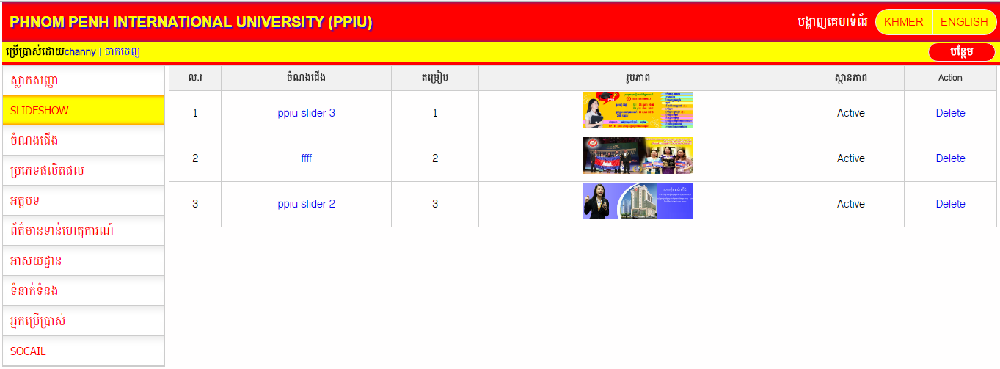 PHNOM PENH INTERNATIONAL UNIVERSITY (PPIU)
បង្ហាញគេហទំព័រ KHMER ENGLISH
ប្រើប្រាស់ដោយchanny | ចាកចេញ
បន្ថែម
ស្លាកសញ្ញា
SLIDESHOW
ចំណងជើង
ប្រភេទផលិតផល
អត្ថបទ
ព័ត៌មានទាន់ហេតុការណ៍
អាសយដ្ឋាន
ទំនាក់ទំនង
អ្នកប្រើប្រាស់
SOCAIL
ល.រ ចំណងជើង តម្រៀប រូបភាព ស្ថានភាព Action
1 ppiu slider 3 1 Active Delete
2 ffff 2 Active Delete
3 ppiu slider 2 3 Active Delete